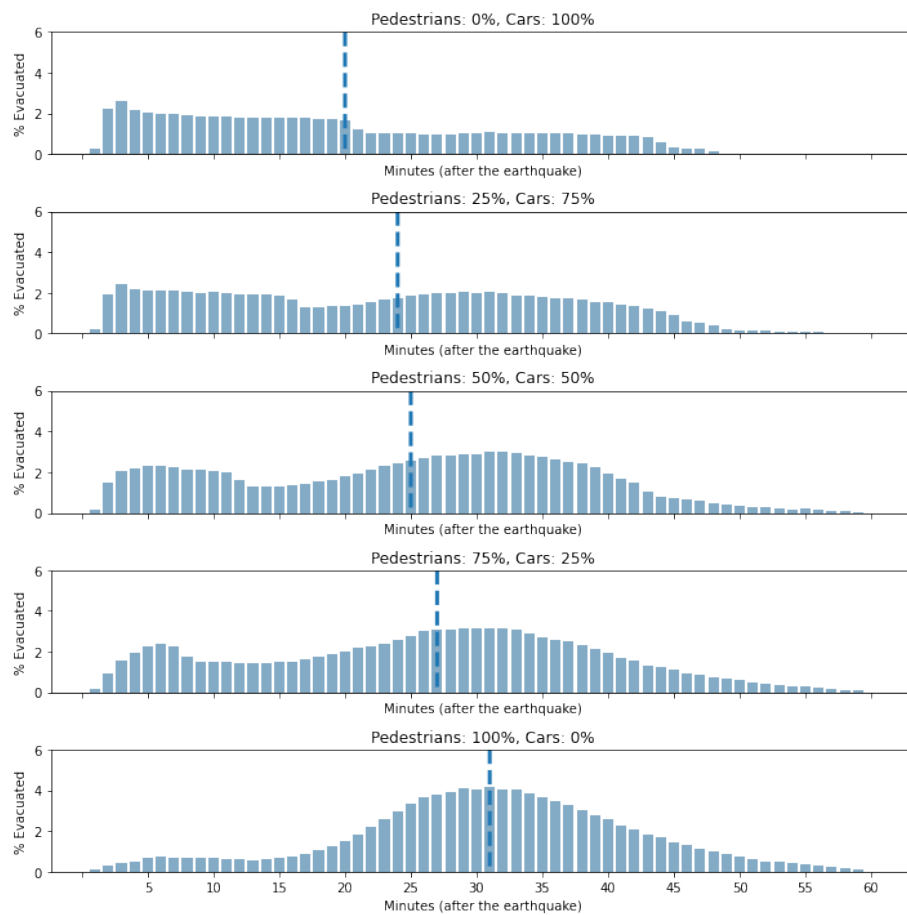 Pedestrians: 0%, Cars: 100%
6
4
2
0
% Evacuated
Minutes (after the earthquake)
Pedestrians: 25%, Cars: 75%
6
4
2
0
% Evacuated
Minutes (after the earthquake)
Pedestrians: 50%, Cars: 50%
6
4
2
0
% Evacuated
Minutes (after the earthquake)
Pedestrians: 75%, Cars: 25%
6
4
2
0
% Evacuated
Minutes (after the earthquake)
Pedestrians: 100%, Cars: 0%
6
4
2
0
% Evacuated
5 10 15 20 25 30 35 40 45 50 55 60
Minutes (after the earthquake)